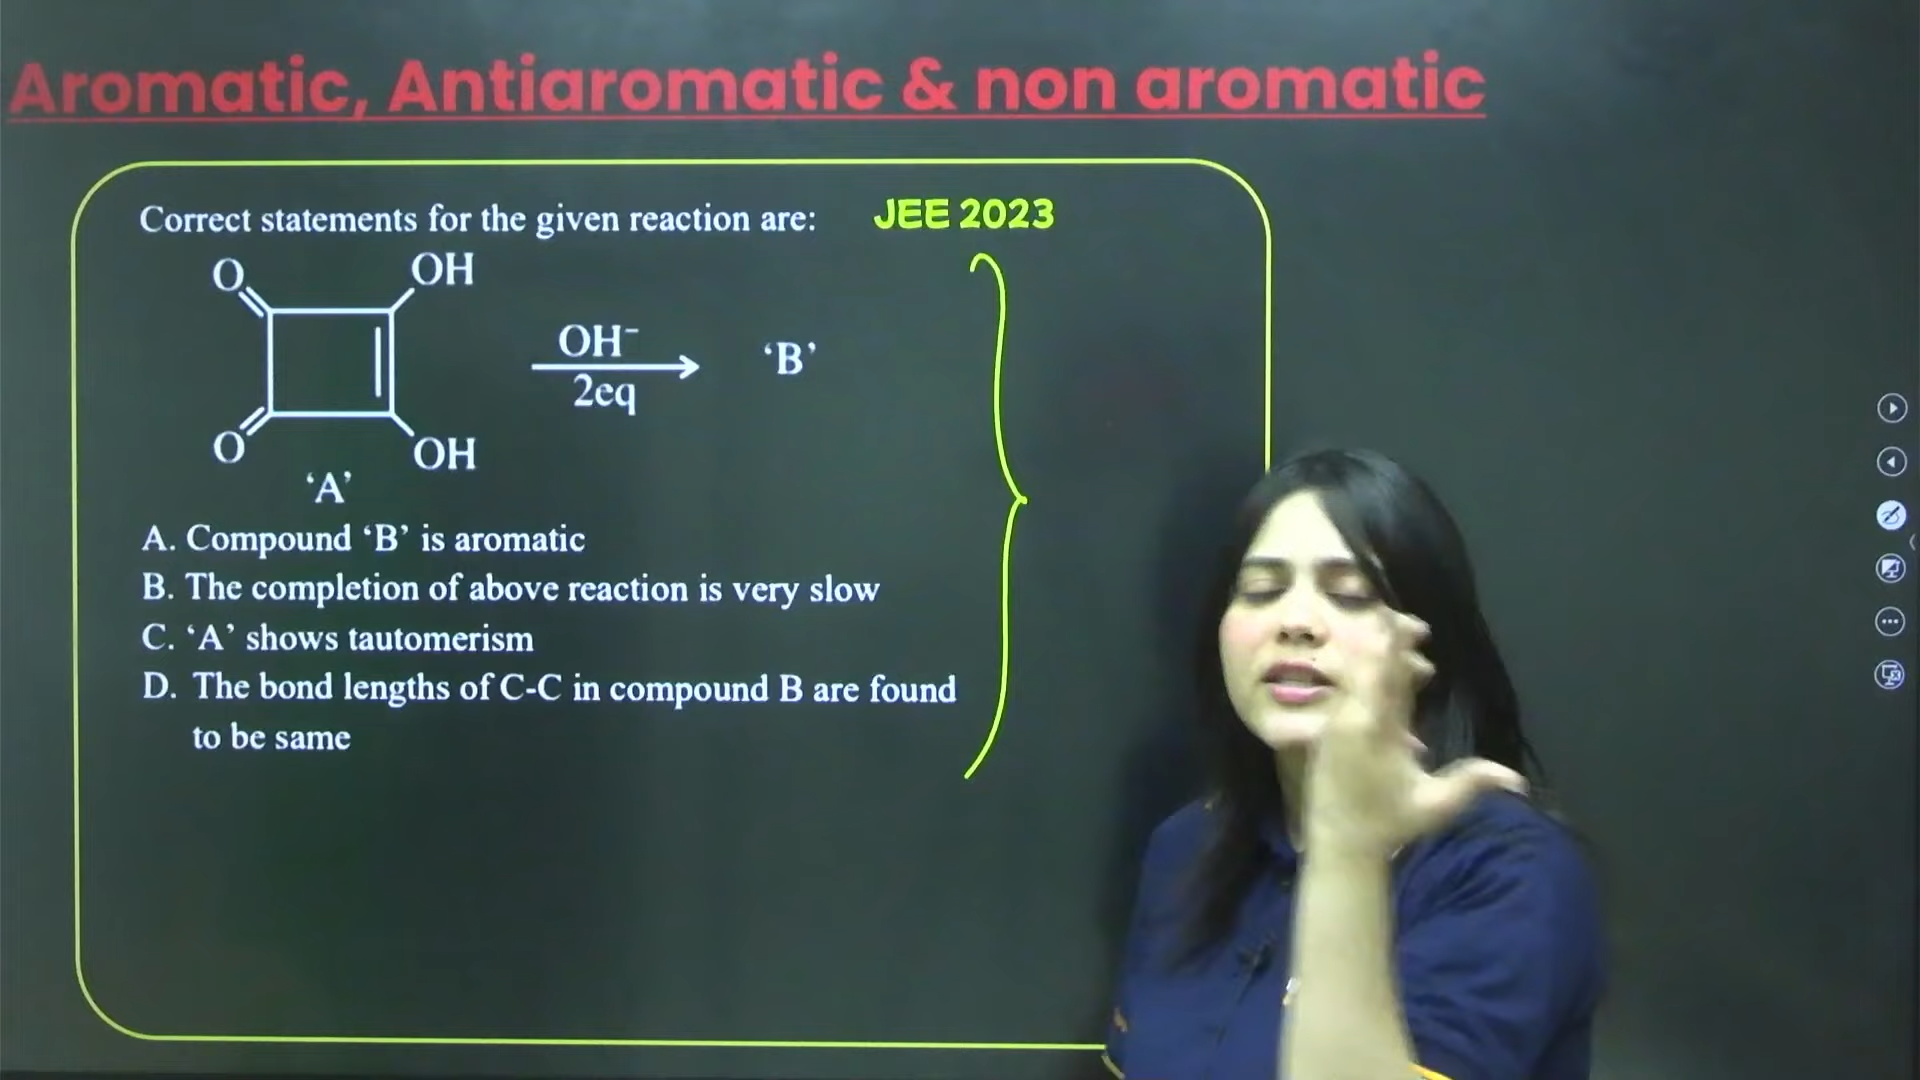 Aromatic, Antiaromatic & non aromatic
Correct statements for the given reaction are: JEE 2023
O OH
OH⁻
2eq
'B'
O OH
'A'
A. Compound 'B' is aromatic
B. The completion of above reaction is very slow
C. 'A' shows tautomerism
D. The bond lengths of C-C in compound B are found
to be same